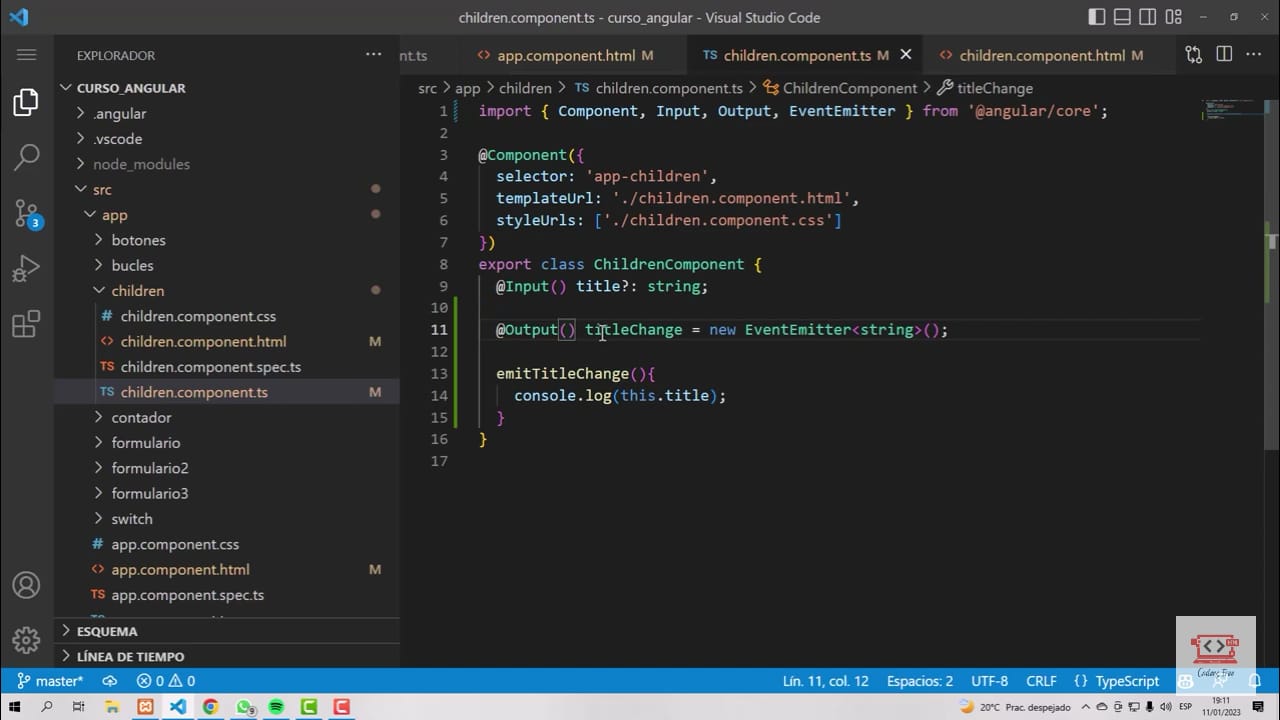 children.component.ts - curso_angular - Visual Studio Code
EXPLORADOR
nt.ts
app.component.html M
TS children.component.ts M
children.component.html M
CURSO_ANGULAR
src > app > children > TS children.component.ts > ChildrenComponent > titleChange
.angular
.vscode
node_modules
src
app
botones
bucles
children
# children.component.css
<> children.component.html M
TS children.component.spec.ts
TS children.component.ts M
contador
formulario
formulario2
formulario3
switch
# app.component.css
<> app.component.html M
TS app.component.spec.ts
ESQUEMA
LÍNEA DE TIEMPO
3
1 import { Component, Input, Output, EventEmitter } from '@angular/core';
2
3 @Component({
4 selector: 'app-children',
5 templateUrl: './children.component.html',
6 styleUrls: ['./children.component.css']
7 })
8 export class ChildrenComponent {
9 @Input() title?: string;
10
11 @Output() titleChange = new EventEmitter<string>();
12
13 emitTitleChange(){
14 console.log(this.title);
15 }
16 }
17
Coders Free
master* 0 0 Lín. 11, col. 12 Espacios: 2 UTF-8 CRLF {} TypeScript
9 20°C Prac. despejado ESP 19:11
11/01/2023